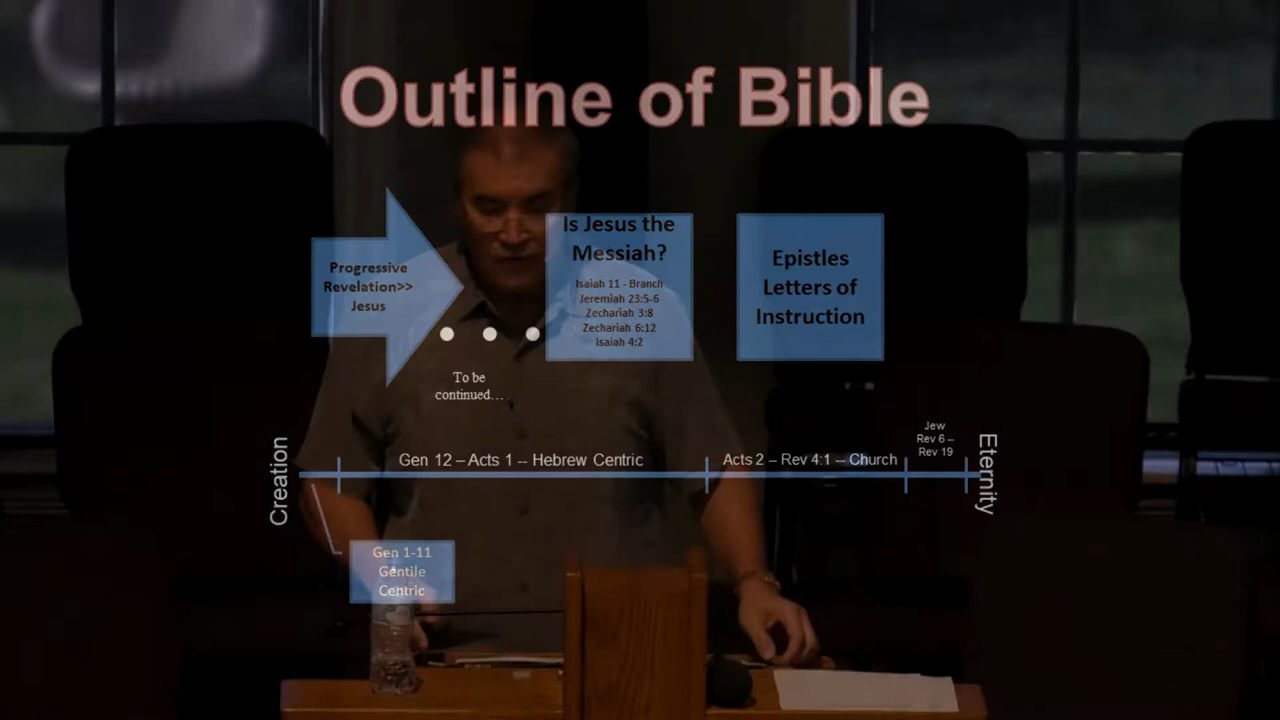 Outline of Bible
Progressive
Revelation>>
Jesus
Is Jesus the
Messiah?
Isaiah 11 - Branch
Jeremiah 23:5-6
Zechariah 3:8
Zechariah 6:12
Isaiah 4:2
Epistles
Letters of
Instruction
To be
continued…
Creation
Gen 12 – Acts 1 -- Hebrew Centric
Acts 2 – Rev 4:1 -- Church
Jew
Rev 6 –
Rev 19
Eternity
Gen 1-11
Gentile
Centric